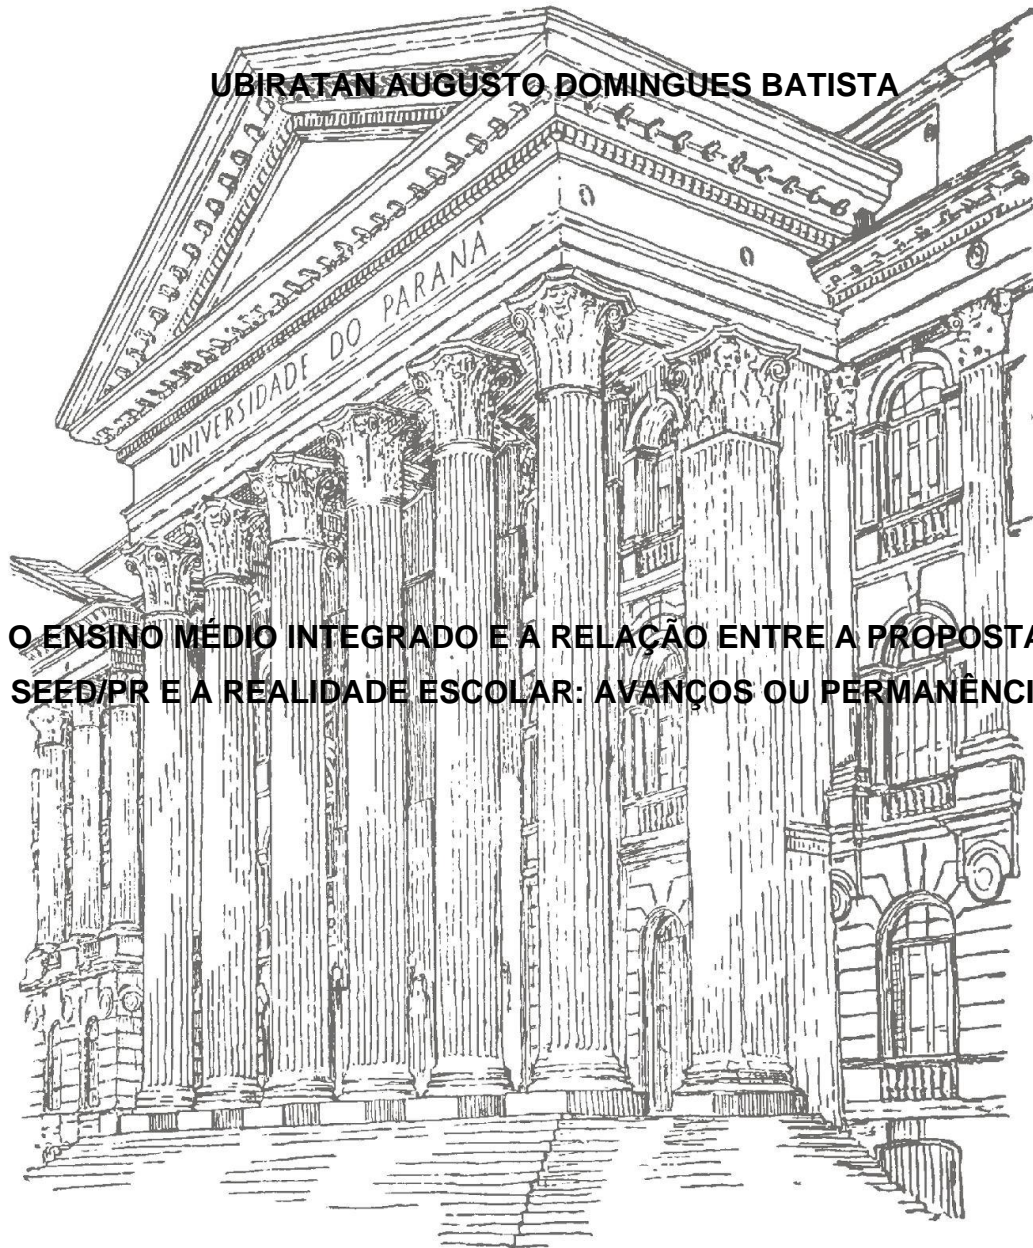 UBIRATAN AUGUSTO DOMINGUES BATISTA
UNIVERSIDADE DO PARANÁ
O ENSINO MÉDIO INTEGRADO E A RELAÇÃO ENTRE A PROPOSTA
SEED/PR E A REALIDADE ESCOLAR: AVANÇOS OU PERMANÊNCI